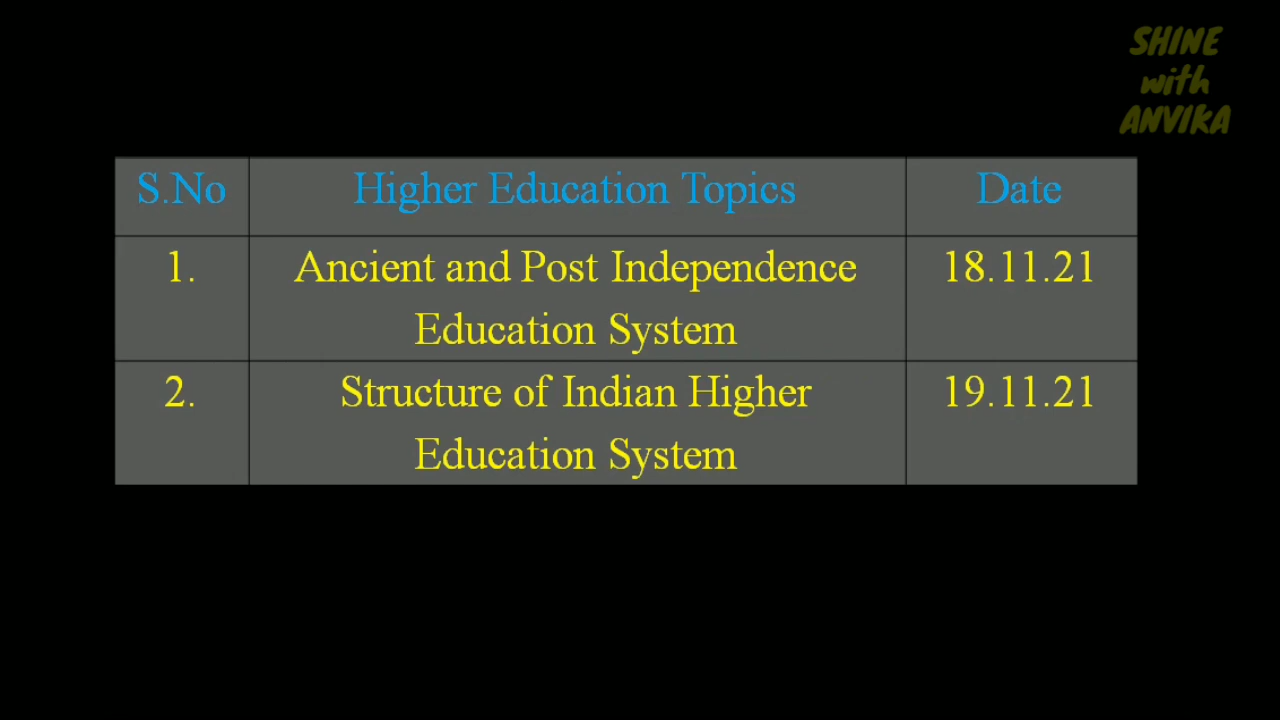 SHINE
with
ANVIKA
S.No Higher Education Topics Date
1. Ancient and Post Independence 18.11.21
Education System
2. Structure of Indian Higher 19.11.21
Education System